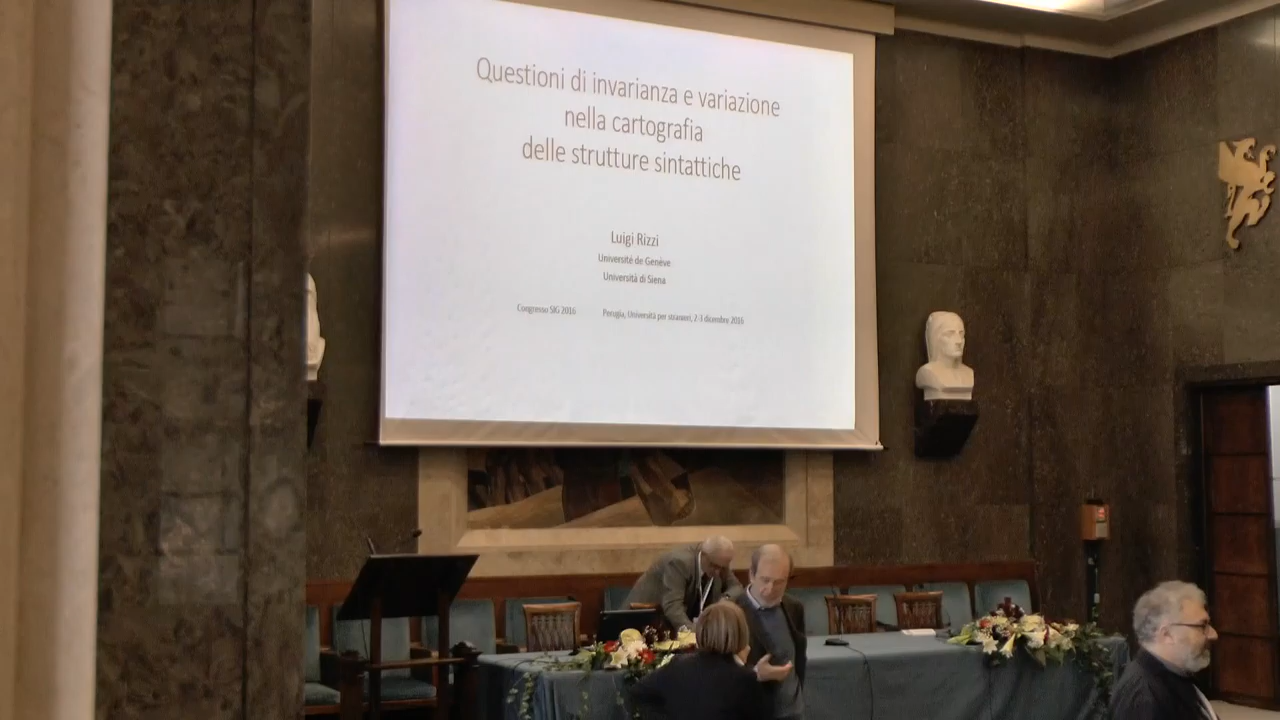 Questioni di invarianza e variazione
nella cartografia
delle strutture sintattiche
Luigi Rizzi
Université de Genève
Università di Siena
Congresso SIG 2016 Perugia, Università per stranieri, 2-3 dicembre 2016